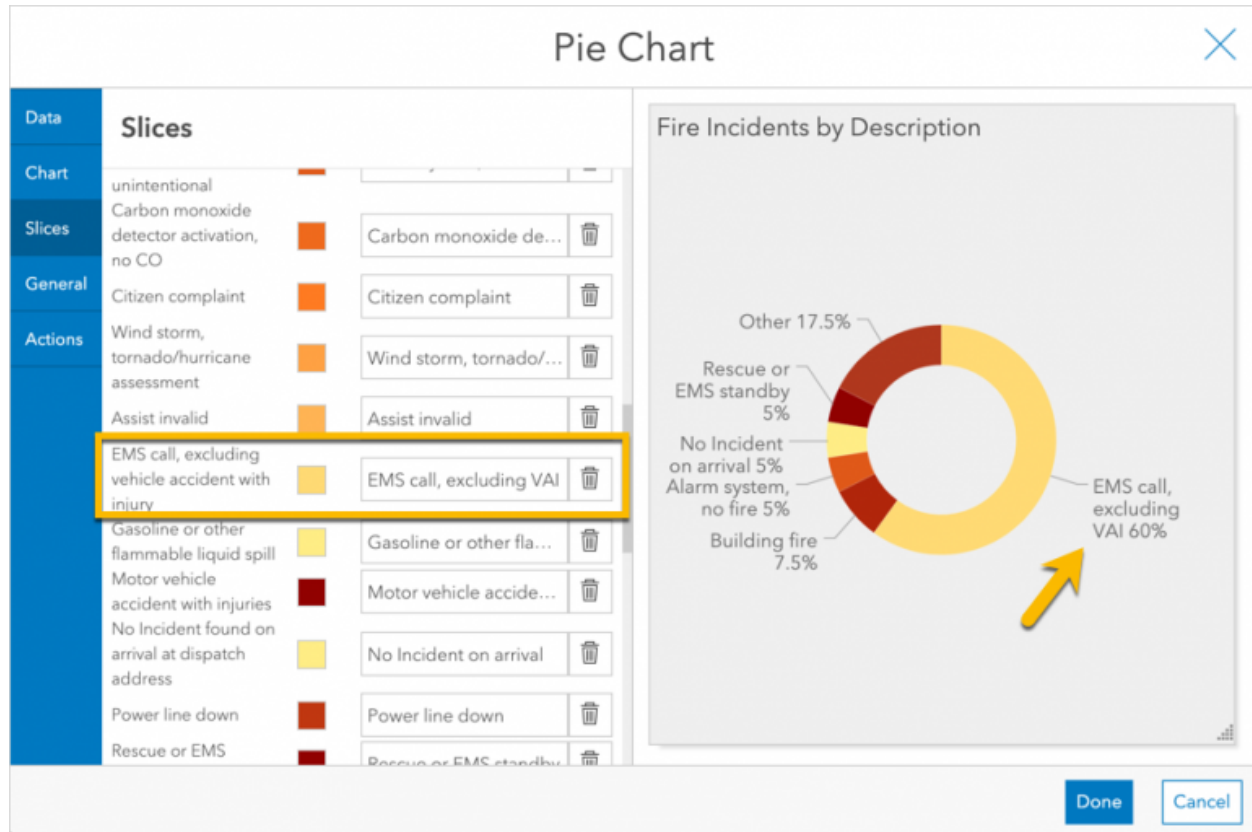 Pie Chart
Data
Chart
Slices
General
Actions
Slices
unintentional
Carbon monoxide
detector activation,
no CO
Carbon monoxide de...
Citizen complaint
Citizen complaint
Wind storm,
tornado/hurricane
assessment
Wind storm, tornado/...
Assist invalid
Assist invalid
EMS call, excluding
vehicle accident with
injury
EMS call, excluding VAI
Gasoline or other
flammable liquid spill
Gasoline or other fla...
Motor vehicle
accident with injuries
Motor vehicle accide...
No Incident found on
arrival at dispatch
address
No Incident on arrival
Power line down
Power line down
Rescue or EMS
Rescue or EMS standby
Fire Incidents by Description
Other 17.5%
Rescue or
EMS standby
5%
No Incident
on arrival 5%
Alarm system,
no fire 5%
Building fire
7.5%
EMS call,
excluding
VAI 60%
Done
Cancel